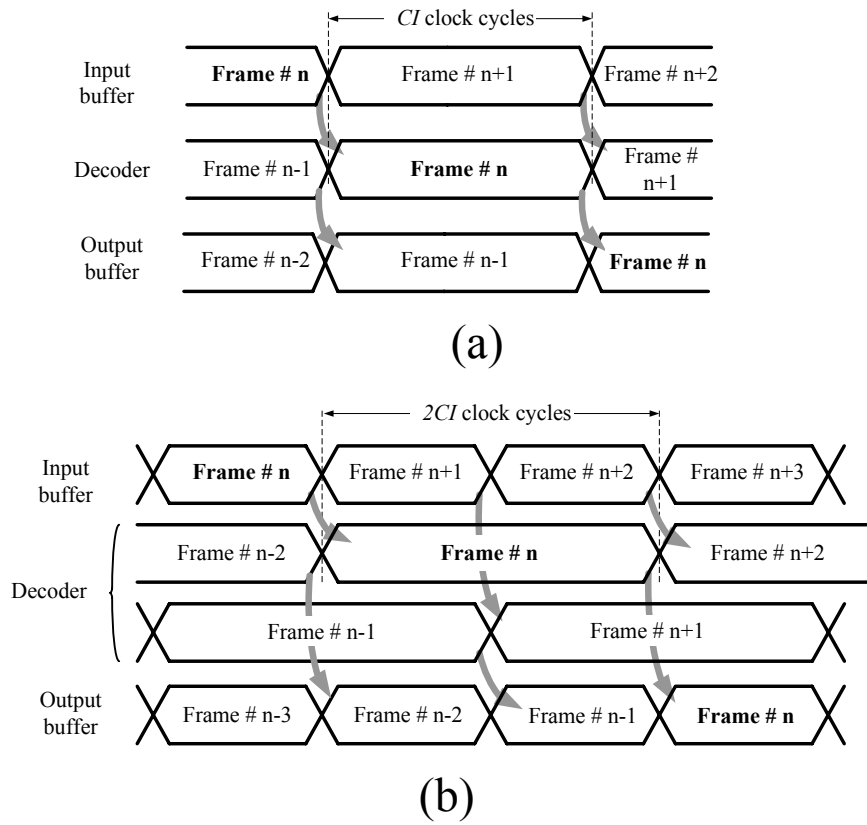 CI clock cycles
Input
buffer
Frame # n
Frame # n+1
Frame # n+2
Decoder
Frame # n-1
Frame # n
Frame #
n+1
Output
buffer
Frame # n-2
Frame # n-1
Frame # n
(a)
2CI clock cycles
Input
buffer
Frame # n
Frame # n+1
Frame # n+2
Frame # n+3
Decoder
Frame # n-2
Frame # n
Frame # n+2
Frame # n-1
Frame # n+1
Output
buffer
Frame # n-3
Frame # n-2
Frame # n-1
Frame # n
(b)